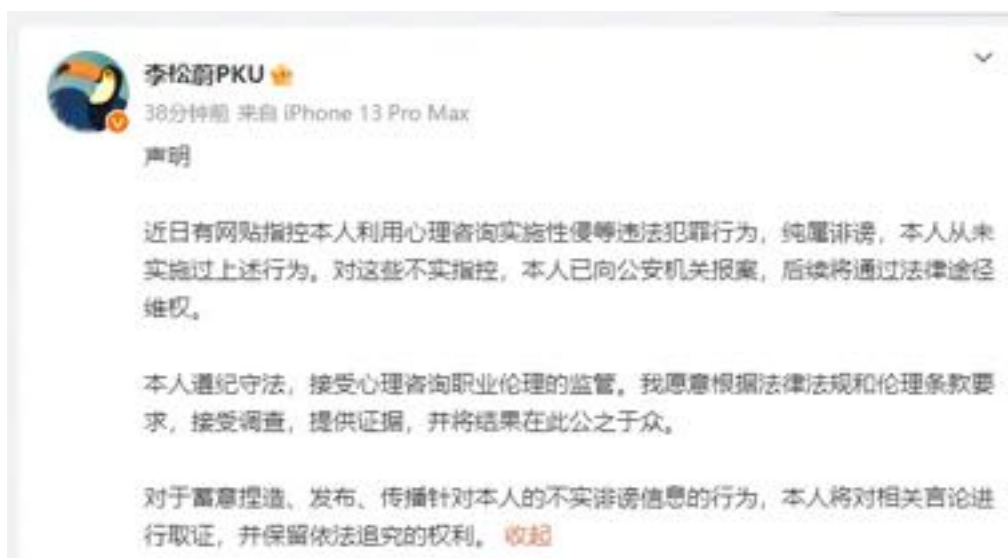 李松蔚PKU
38分钟前 来自 iPhone 13 Pro Max
声明
近日有网贴指控本人利用心理咨询实施性侵等违法犯罪行为，纯属诽谤，本人从未
实施过上述行为。对这些不实指控，本人已向公安机关报案，后续将通过法律途径
维权。
本人遵纪守法，接受心理咨询职业伦理的监管。我愿意根据法律法规和伦理条款要
求，接受调查，提供证据，并将结果在此公之于众。
对于蓄意捏造、发布、传播针对本人的不实诽谤信息的行为，本人将对相关言论进
行取证，并保留依法追究的权利。 收起